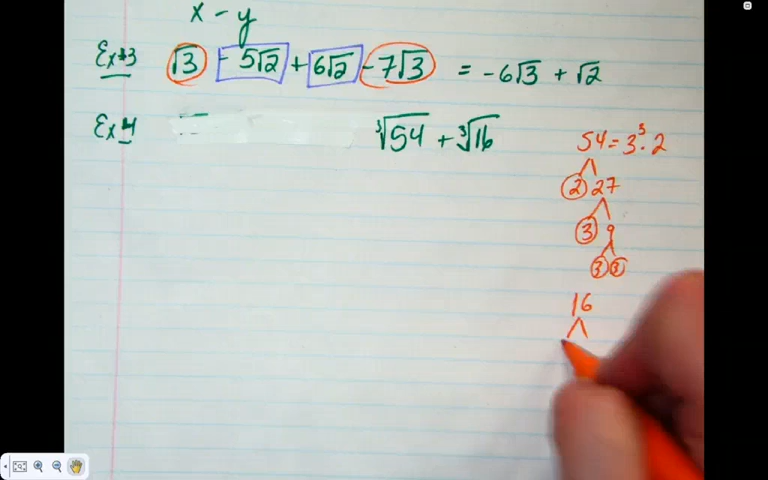 x - y
Ex #3 √3 - 5√2 + 6√2 - 7√3 = -6√3 + √2
Ex 4 ∛54 + ∛16
54 = 3³·2
2 27
3 9
3 3
16